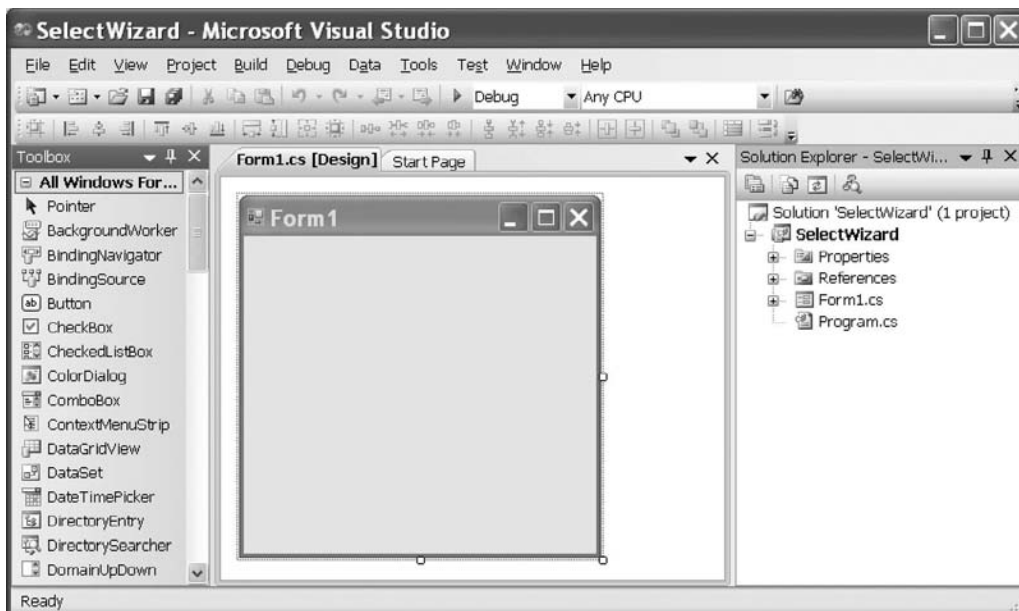 SelectWizard - Microsoft Visual Studio
File Edit View Project Build Debug Data Tools Test Window Help
Debug Any CPU
Toolbox
All Windows For...
Pointer
BackgroundWorker
BindingNavigator
BindingSource
Button
CheckBox
CheckedListBox
ColorDialog
ComboBox
ContextMenuStrip
DataGridView
DataSet
DateTimePicker
DirectoryEntry
DirectorySearcher
DomainUpDown
Form1.cs [Design] Start Page
Form1
Solution Explorer - SelectWi...
Solution 'SelectWizard' (1 project)
SelectWizard
Properties
References
Form1.cs
Program.cs
Ready